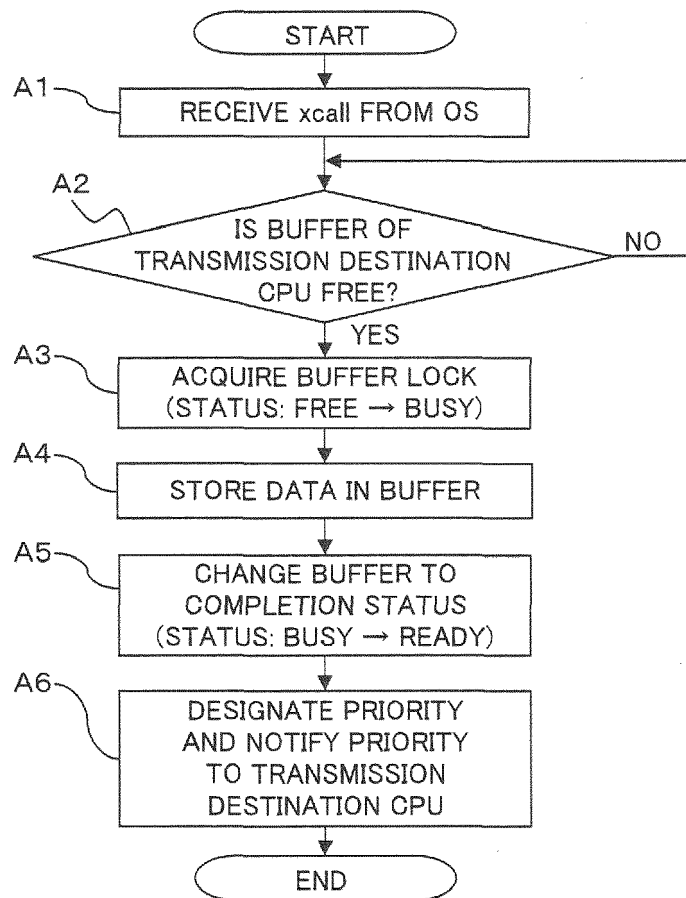 START
A1
RECEIVE xcall FROM OS
A2
IS BUFFER OF
TRANSMISSION DESTINATION
CPU FREE?
NO
YES
A3
ACQUIRE BUFFER LOCK
(STATUS: FREE → BUSY)
A4
STORE DATA IN BUFFER
A5
CHANGE BUFFER TO
COMPLETION STATUS
(STATUS: BUSY → READY)
A6
DESIGNATE PRIORITY
AND NOTIFY PRIORITY
TO TRANSMISSION
DESTINATION CPU
END